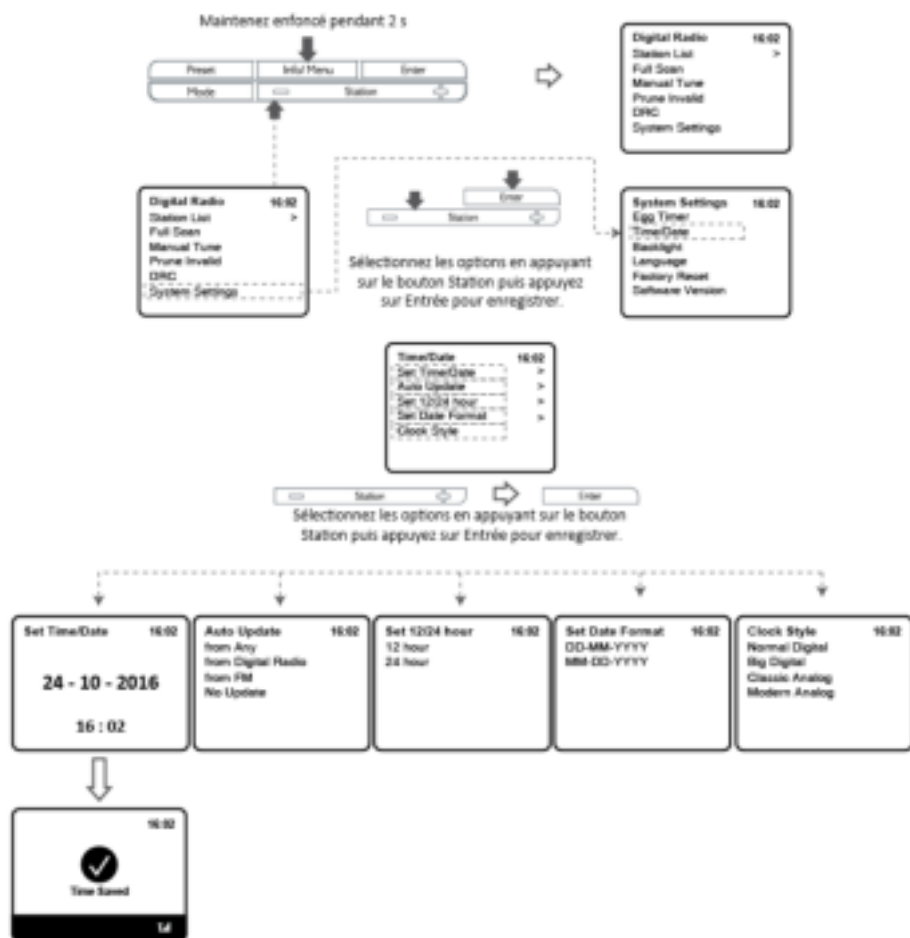 Maintenez enfoncé pendant 2 s
Preset
Info/ Menu
Enter
Mode
Station
Digital Radio 16:02
Station List >
Full Scan
Manual Tune
Prune Invalid
DRC
System Settings
Digital Radio 16:02
Station List >
Full Scan
Manual Tune
Prune Invalid
DRC
System Settings
Enter
Station
Sélectionnez les options en appuyant
sur le bouton Station puis appuyez
sur Entrée pour enregistrer.
System Settings 16:02
Egg Timer
Time/Date
Backlight
Language
Factory Reset
Software Version
Time/Date 16:02
Set Time/Date >
Auto Update >
Set 12/24 hour >
Set Date Format >
Clock Style
Station
Enter
Sélectionnez les options en appuyant sur le bouton
Station puis appuyez sur Entrée pour enregistrer.
Set Time/Date 16:02
24 - 10 - 2016
16 : 02
Auto Update 16:02
from Any
from Digital Radio
from FM
No Update
Set 12/24 hour 16:02
12 hour
24 hour
Set Date Format 16:02
DD-MM-YYYY
MM-DD-YYYY
Clock Style 16:02
Normal Digital
Big Digital
Classic Analog
Modern Analog
16:02
Time Saved